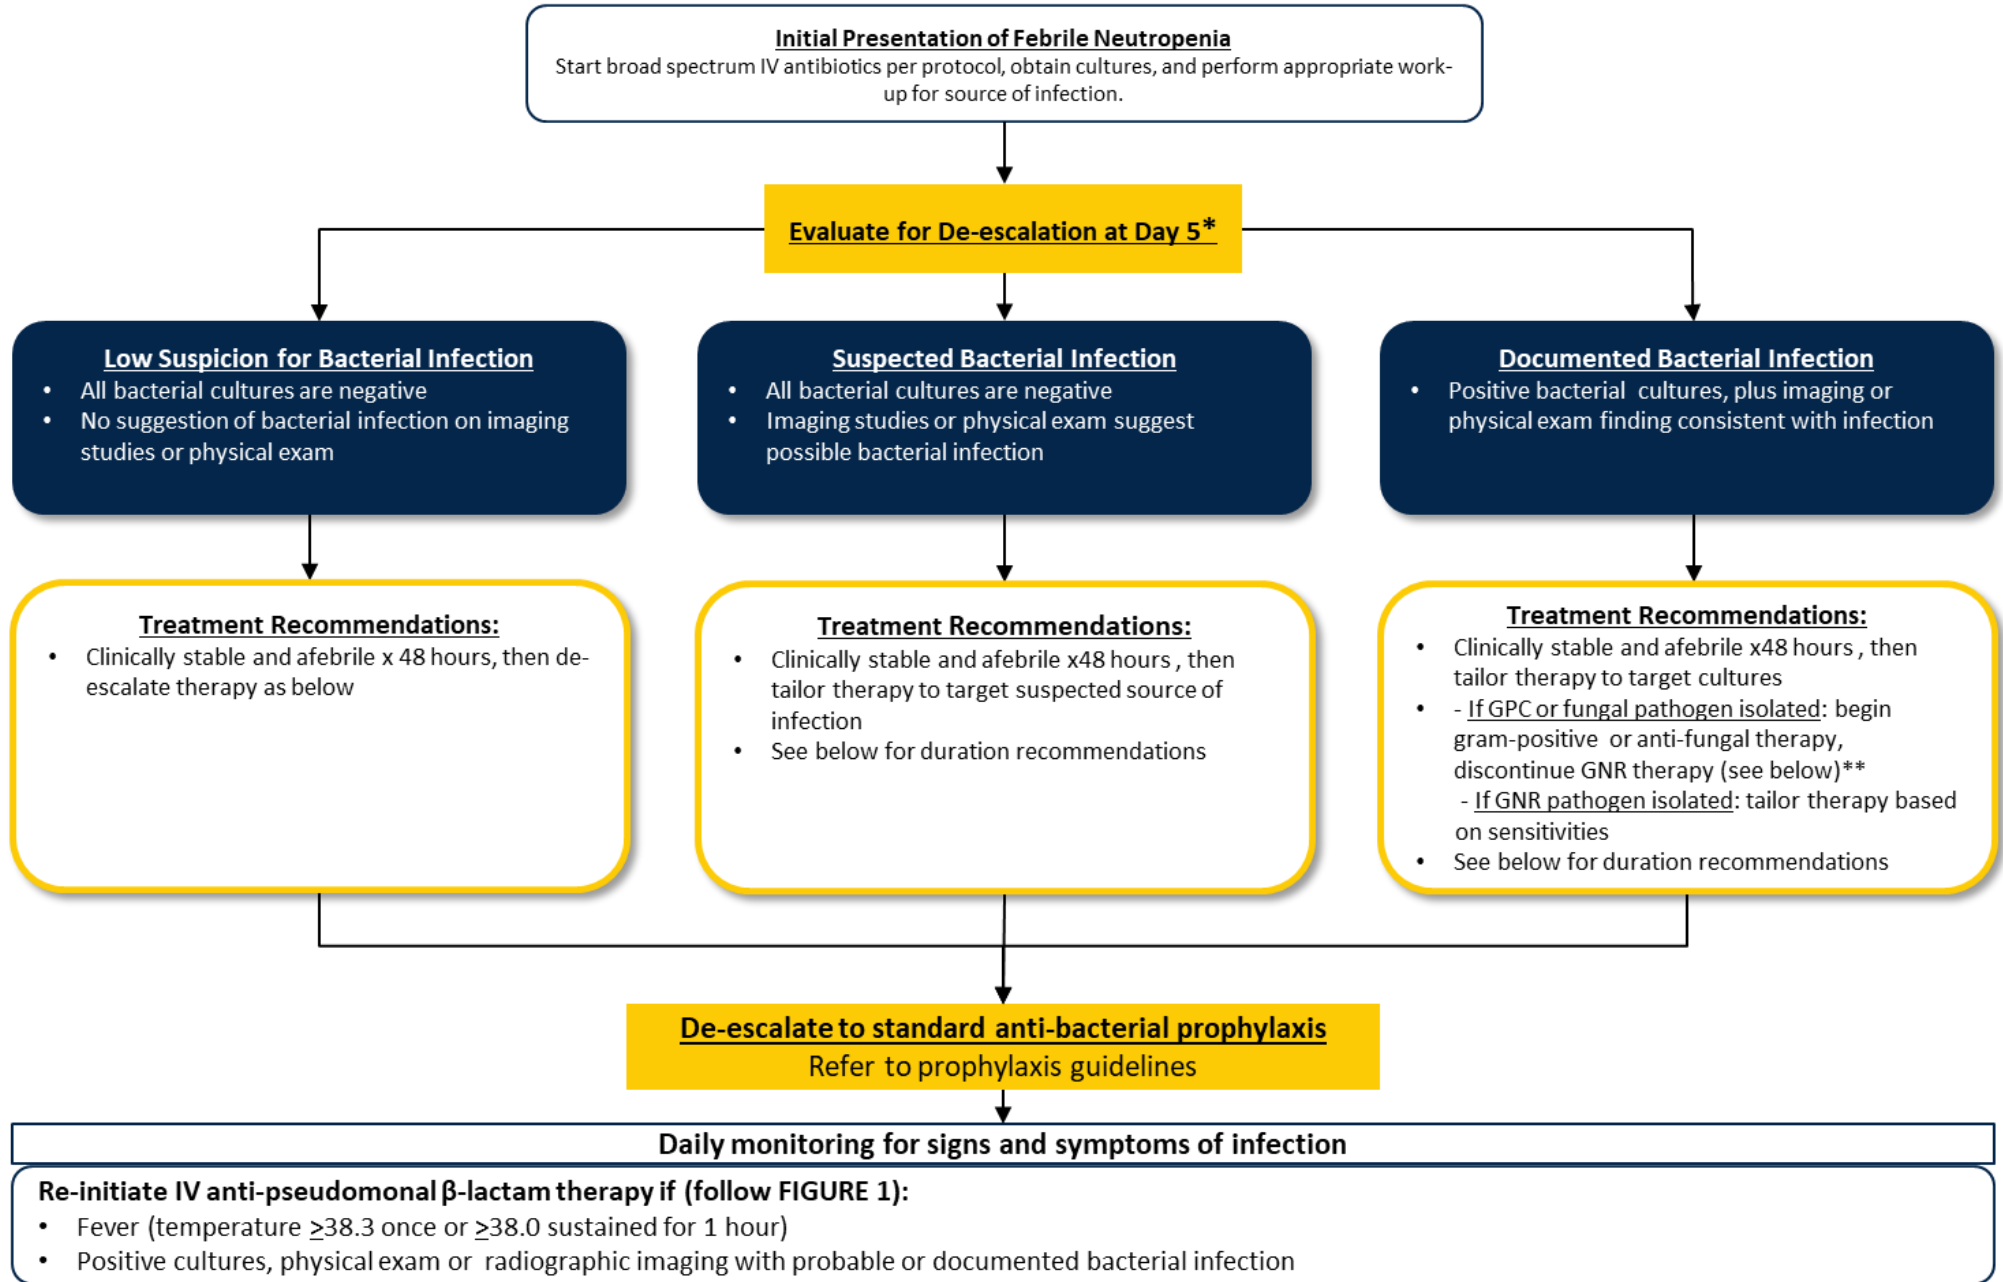 Initial Presentation of Febrile Neutropenia
Start broad spectrum IV antibiotics per protocol, obtain cultures, and perform appropriate work-
up for source of infection.
Evaluate for De-escalation at Day 5*
Low Suspicion for Bacterial Infection
• All bacterial cultures are negative
• No suggestion of bacterial infection on imaging
studies or physical exam
Suspected Bacterial Infection
• All bacterial cultures are negative
• Imaging studies or physical exam suggest
possible bacterial infection
Documented Bacterial Infection
• Positive bacterial cultures, plus imaging or
physical exam finding consistent with infection
Treatment Recommendations:
• Clinically stable and afebrile x 48 hours, then de-
escalate therapy as below
Treatment Recommendations:
• Clinically stable and afebrile x48 hours , then
tailor therapy to target suspected source of
infection
• See below for duration recommendations
Treatment Recommendations:
• Clinically stable and afebrile x48 hours , then
tailor therapy to target cultures
• - If GPC or fungal pathogen isolated: begin
gram-positive or anti-fungal therapy,
discontinue GNR therapy (see below)**
- If GNR pathogen isolated: tailor therapy based
on sensitivities
• See below for duration recommendations
De-escalate to standard anti-bacterial prophylaxis
Refer to prophylaxis guidelines
Daily monitoring for signs and symptoms of infection
Re-initiate IV anti-pseudomonal β-lactam therapy if (follow FIGURE 1):
• Fever (temperature ≥38.3 once or ≥38.0 sustained for 1 hour)
• Positive cultures, physical exam or radiographic imaging with probable or documented bacterial infection